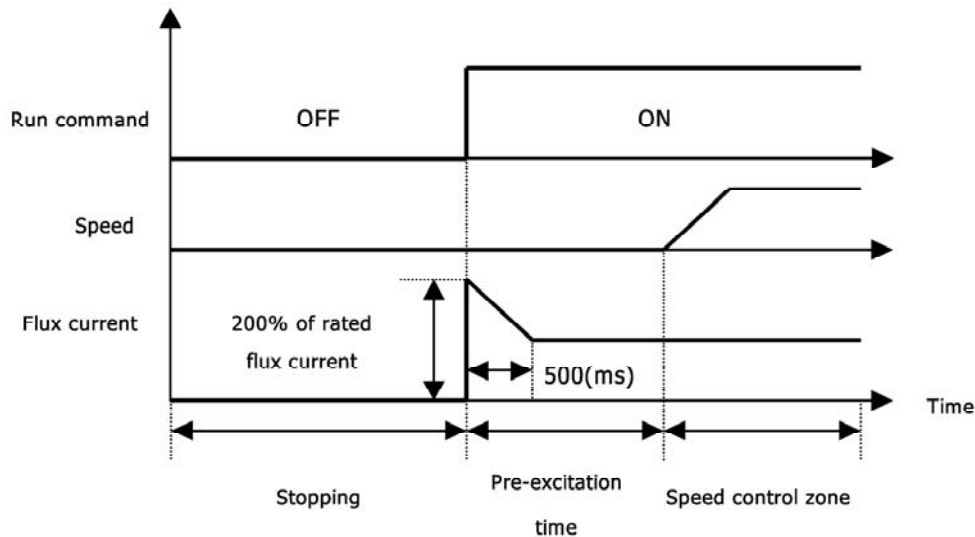 Run command
OFF
ON
Speed
Flux current
200% of rated
flux current
500(ms)
Time
Stopping
Pre-excitation
time
Speed control zone